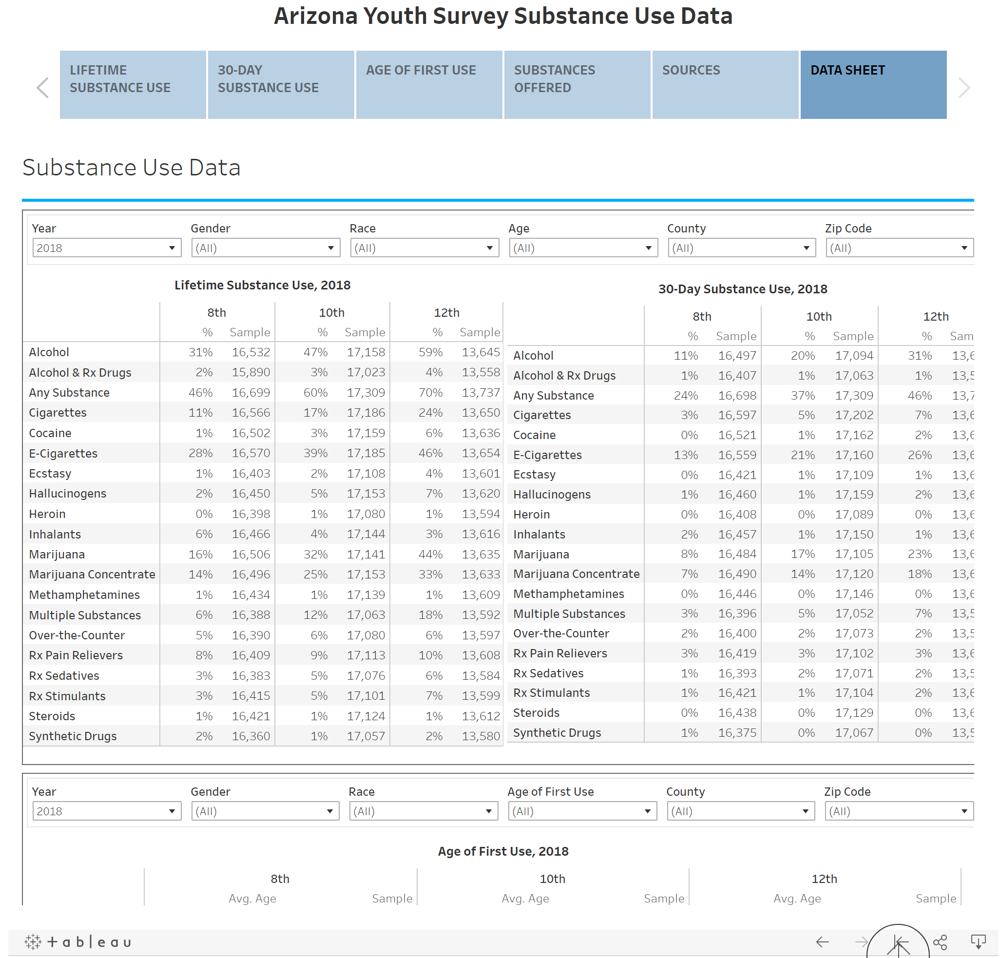 Arizona Youth Survey Substance Use Data
LIFETIME SUBSTANCE USE
30-DAY SUBSTANCE USE
AGE OF FIRST USE
SUBSTANCES OFFERED
SOURCES
DATA SHEET
Substance Use Data
Year Gender Race Age County Zip Code
2018 (All) (All) (All) (All) (All)
Lifetime Substance Use, 2018
8th 10th 12th
% Sample % Sample % Sample
Alcohol 31% 16,532 47% 17,158 59% 13,645
Alcohol & Rx Drugs 2% 15,890 3% 17,023 4% 13,558
Any Substance 46% 16,699 60% 17,309 70% 13,737
Cigarettes 11% 16,566 17% 17,186 24% 13,650
Cocaine 1% 16,502 3% 17,159 6% 13,636
E-Cigarettes 28% 16,570 39% 17,185 46% 13,654
Ecstasy 1% 16,403 2% 17,108 4% 13,601
Hallucinogens 2% 16,450 5% 17,153 7% 13,620
Heroin 0% 16,398 1% 17,080 1% 13,594
Inhalants 6% 16,466 4% 17,144 3% 13,616
Marijuana 16% 16,506 32% 17,141 44% 13,635
Marijuana Concentrate 14% 16,496 25% 17,153 33% 13,633
Methamphetamines 1% 16,434 1% 17,139 1% 13,609
Multiple Substances 6% 16,388 12% 17,063 18% 13,592
Over-the-Counter 5% 16,390 6% 17,080 6% 13,597
Rx Pain Relievers 8% 16,409 9% 17,113 10% 13,608
Rx Sedatives 3% 16,383 5% 17,076 6% 13,584
Rx Stimulants 3% 16,415 5% 17,101 7% 13,599
Steroids 1% 16,421 1% 17,124 1% 13,612
Synthetic Drugs 2% 16,360 1% 17,057 2% 13,580
30-Day Substance Use, 2018
8th 10th 12th
% Sample % Sample % Sam
Alcohol 11% 16,497 20% 17,094 31%
Alcohol & Rx Drugs 1% 16,407 1% 17,063 1%
Any Substance 24% 16,698 37% 17,309 46%
Cigarettes 3% 16,597 5% 17,202 7%
Cocaine 0% 16,521 1% 17,162 2%
E-Cigarettes 13% 16,559 21% 17,160 26%
Ecstasy 0% 16,421 1% 17,109 1%
Hallucinogens 1% 16,460 1% 17,159 2%
Heroin 0% 16,408 0% 17,089 0%
Inhalants 2% 16,457 1% 17,150 1%
Marijuana 8% 16,484 17% 17,105 23%
Marijuana Concentrate 7% 16,490 14% 17,120 18%
Methamphetamines 0% 16,446 0% 17,146 0%
Multiple Substances 3% 16,396 5% 17,052 7%
Over-the-Counter 2% 16,400 2% 17,073 2%
Rx Pain Relievers 3% 16,419 3% 17,102 3%
Rx Sedatives 1% 16,393 2% 17,071 2%
Rx Stimulants 1% 16,421 1% 17,104 2%
Steroids 0% 16,438 0% 17,129 0%
Synthetic Drugs 1% 16,375 0% 17,067 0%
Year Gender Race Age of First Use County Zip Code
2018 (All) (All) (All) (All) (All)
Age of First Use, 2018
8th 10th 12th
Avg. Age Sample Avg. Age Sample Avg. Age Sample
tableau